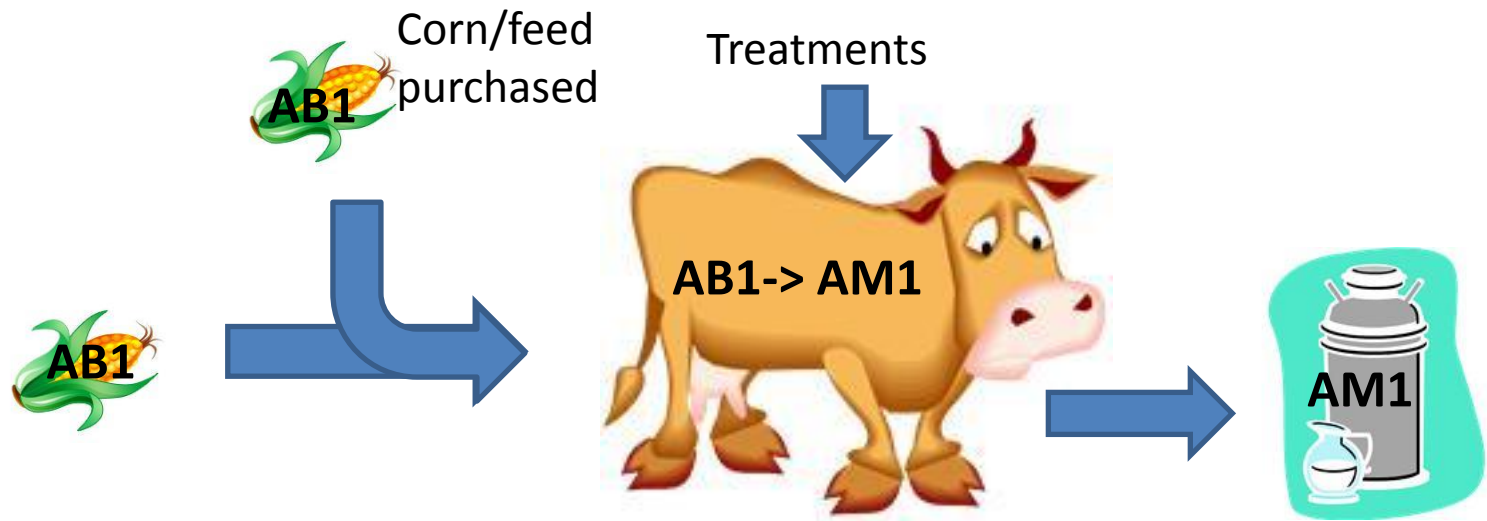 Corn/feed
purchased
AB1
Treatments
AB1-> AM1
AB1
AM1